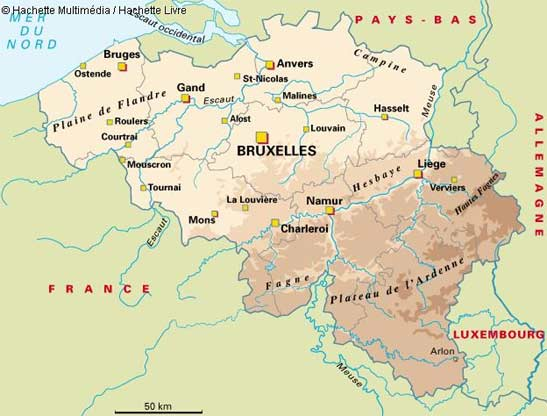 © Hachette Multimédia / Hachette Livre
MER
DU
NORD
Escaut occidental
PAYS-BAS
Bruges
Ostende
Anvers
Campine
St-Nicolas
Gand
Escaut
Malines
Meuse
Plaine de Flandre
Hasselt
Roulers
Alost
Louvain
Courtrai
BRUXELLES
ALLEMAGNE
Mouscron
Liège
Hesbaye
Verviers
Tournai
Hautes Fagnes
La Louvière
Namur
Mons
Charleroi
Escaut
Fagne
Plateau de l'Ardenne
FRANCE
LUXEMBOURG
Arlon
Meuse
50 km